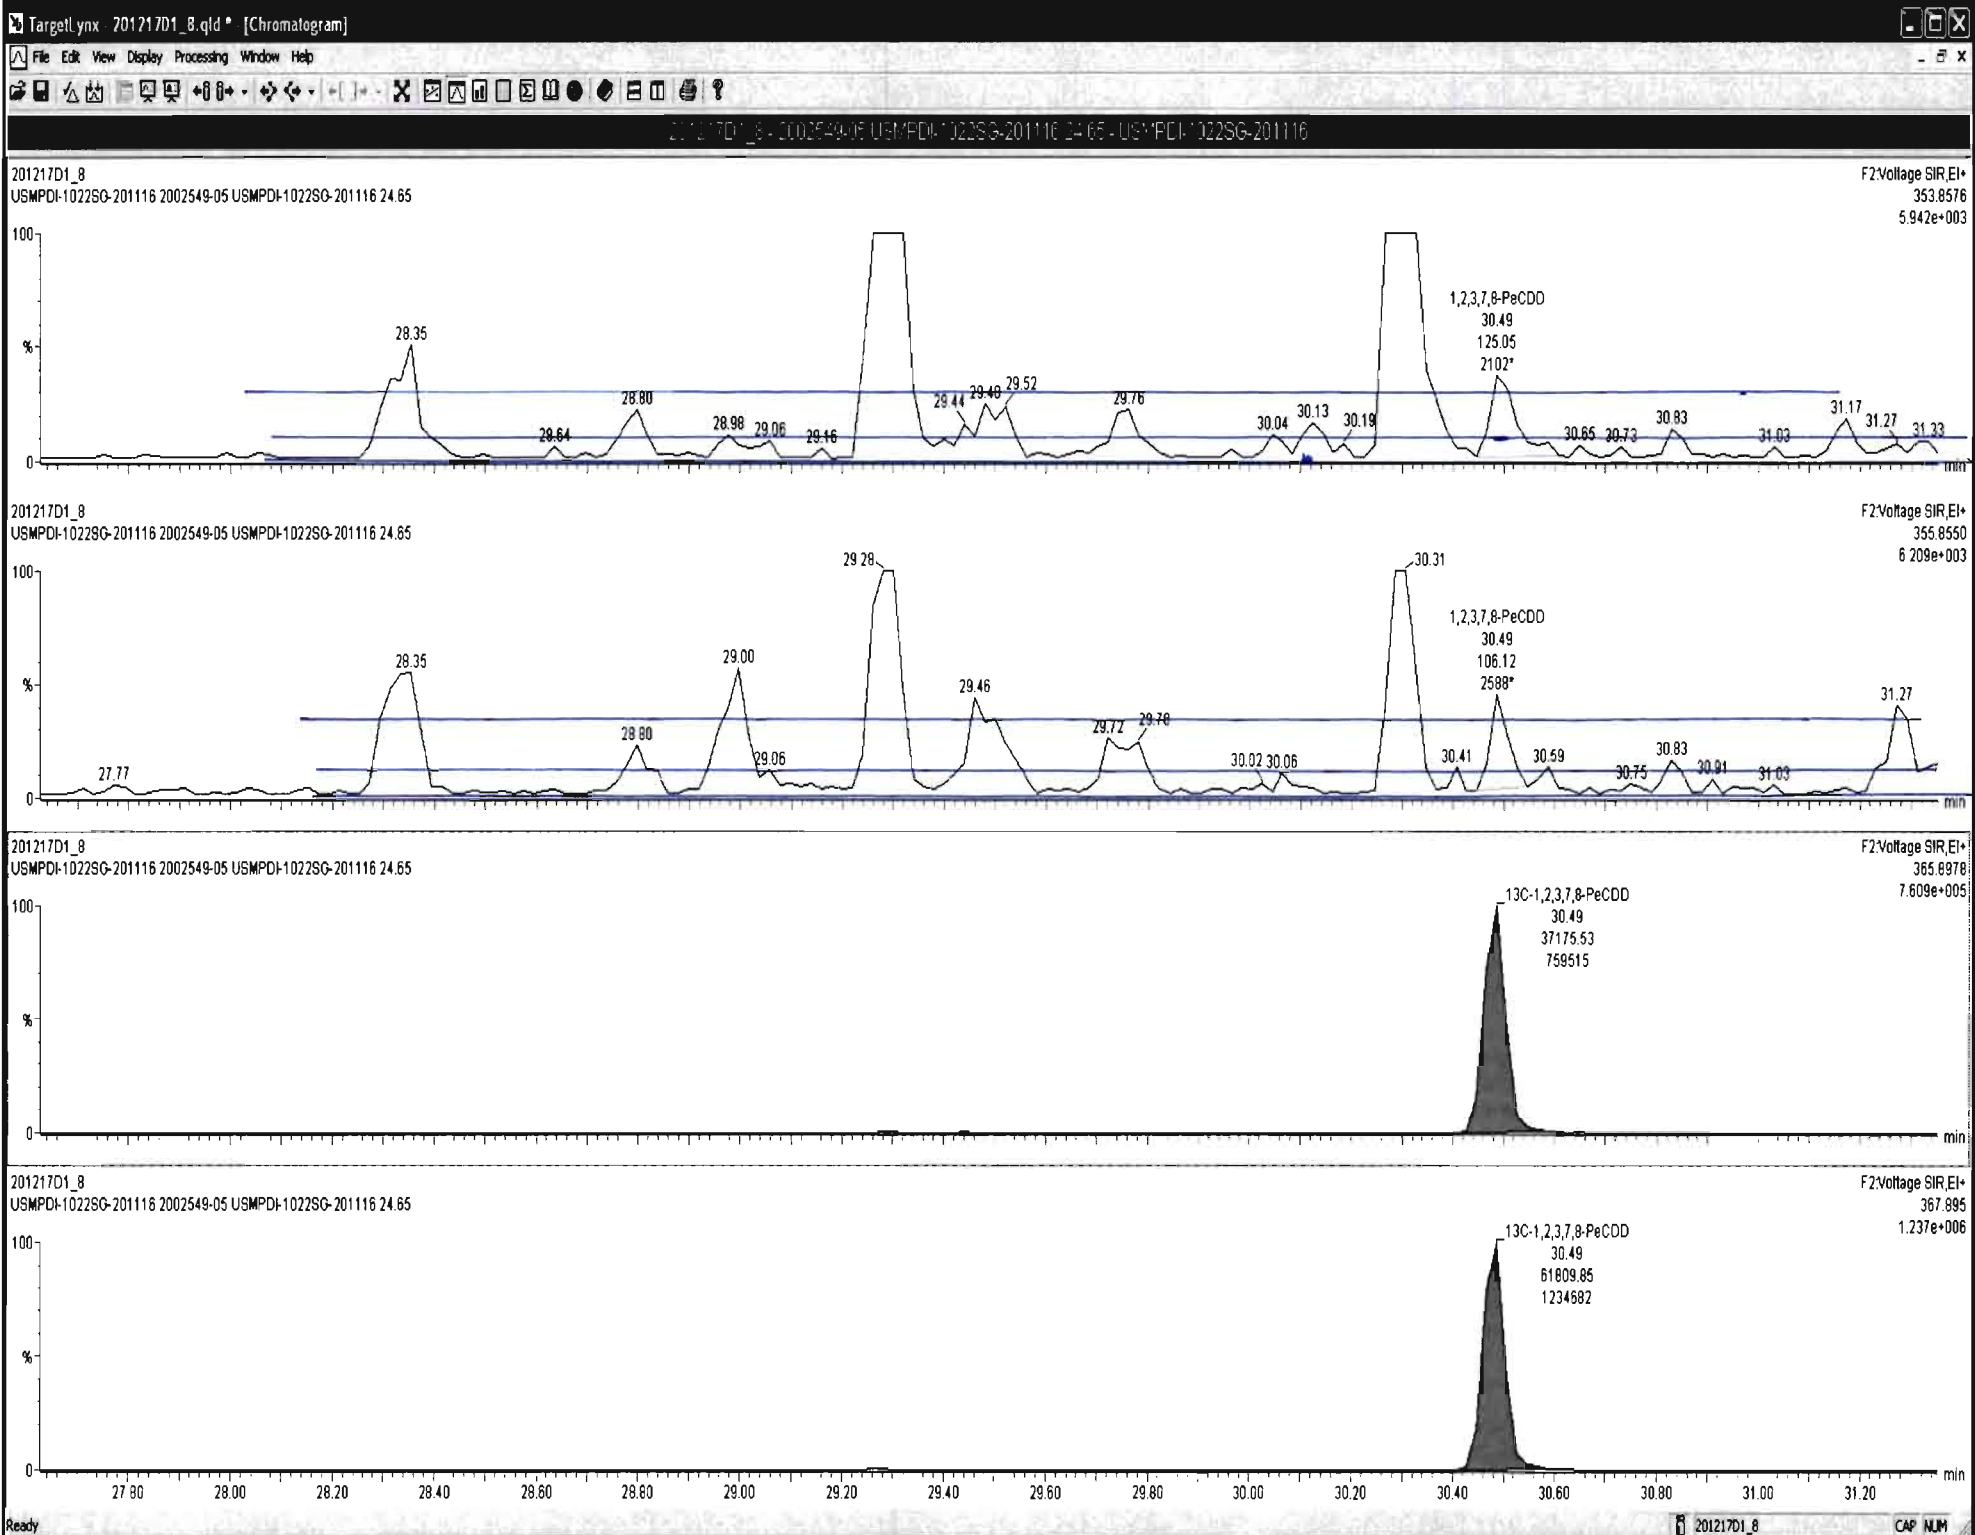 TargetLynx - 201217D1_8.qld * - [Chromatogram]
File Edit View Display Processing Window Help
201217D1_8 - 2002549-05 USMPDI-1022SG-201116 24.65 - USMPDI-1022SG-201116
201217D1_8
F2:Voltage SIR,EI+
USMPDI-1022SG-201116 2002549-05 USMPDI-1022SG-201116 24.65
353.8576
5.942e+003
100
%
0
28.35
28.64
28.80
28.98
29.06
29.16
29.44
29.48
29.52
29.76
30.04
30.13
30.19
1,2,3,7,8-PeCDD
30.49
125.05
2102*
30.65
30.73
30.83
31.03
31.17
31.27
31.33
min
201217D1_8
F2:Voltage SIR,EI+
USMPDI-1022SG-201116 2002549-05 USMPDI-1022SG-201116 24.65
355.8550
6.209e+003
100
%
0
27.77
28.35
28.80
29.00
29.06
29.28
29.46
29.72
29.78
30.02
30.06
30.31
30.41
1,2,3,7,8-PeCDD
30.49
106.12
2588*
30.59
30.75
30.83
30.91
31.03
31.27
min
201217D1_8
F2:Voltage SIR,EI+
USMPDI-1022SG-201116 2002549-05 USMPDI-1022SG-201116 24.65
365.8978
7.609e+005
100
%
0
13C-1,2,3,7,8-PeCDD
30.49
37175.53
759515
min
201217D1_8
F2:Voltage SIR,EI+
USMPDI-1022SG-201116 2002549-05 USMPDI-1022SG-201116 24.65
367.895
1.237e+006
100
%
0
13C-1,2,3,7,8-PeCDD
30.49
61809.85
1234682
min
27.80 28.00 28.20 28.40 28.60 28.80 29.00 29.20 29.40 29.60 29.80 30.00 30.20 30.40 30.60 30.80 31.00 31.20
Ready
201217D1_8
CAP NUM